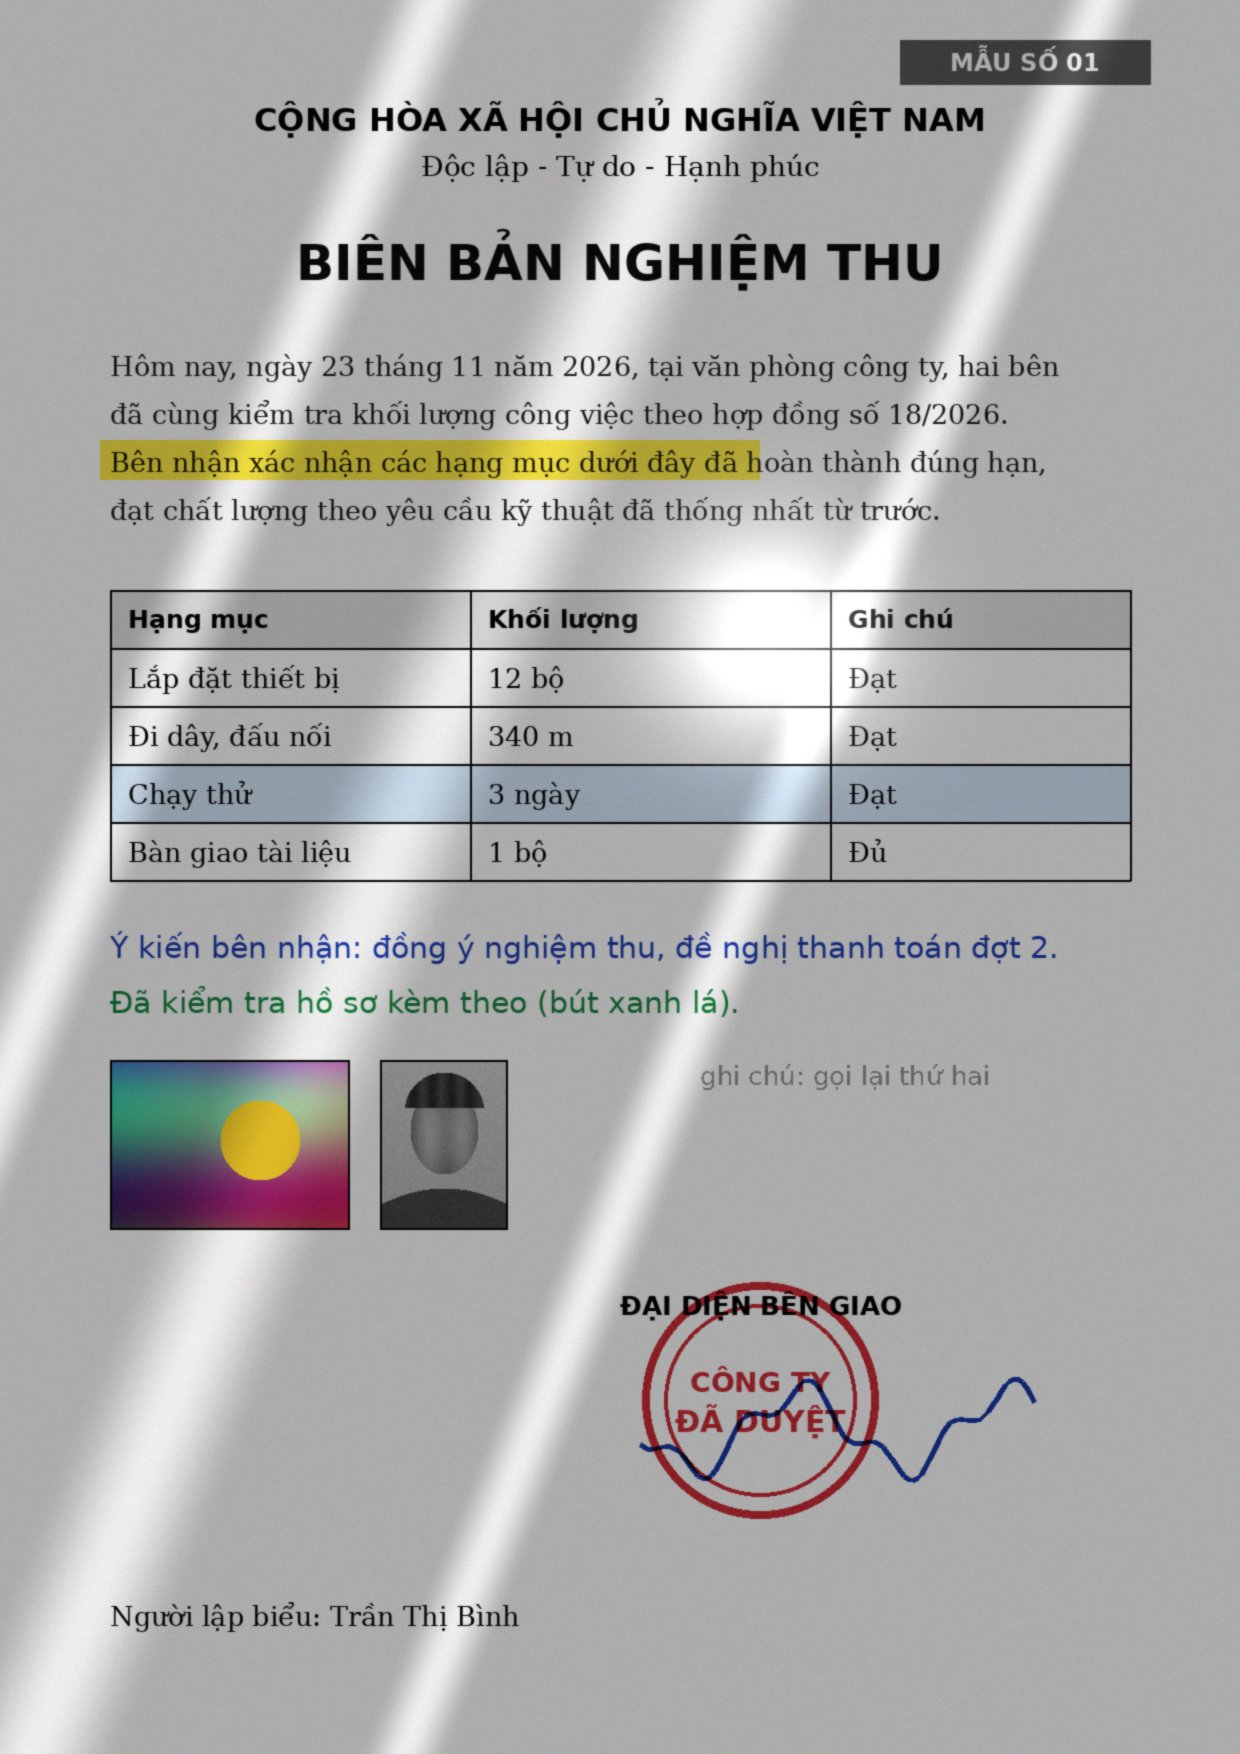 MẪU SỐ 01
CỘNG HÒA XÃ HỘI CHỦ NGHĨA VIỆT NAM
Độc lập - Tự do - Hạnh phúc
BIÊN BẢN NGHIỆM THU
Hôm nay, ngày 23 tháng 11 năm 2026, tại văn phòng công ty, hai bên
đã cùng kiểm tra khối lượng công việc theo hợp đồng số 18/2026.
Bên nhận xác nhận các hạng mục dưới đây đã hoàn thành đúng hạn,
đạt chất lượng theo yêu cầu kỹ thuật đã thống nhất từ trước.
Hạng mục Khối lượng Ghi chú
Lắp đặt thiết bị 12 bộ Đạt
Đi dây, đấu nối 340 m Đạt
Chạy thử 3 ngày Đạt
Bàn giao tài liệu 1 bộ Đủ
Ý kiến bên nhận: đồng ý nghiệm thu, đề nghị thanh toán đợt 2.
Đã kiểm tra hồ sơ kèm theo (bút xanh lá).
ghi chú: gọi lại thứ hai
ĐẠI DIỆN BÊN GIAO
CÔNG TY
ĐÃ DUYỆT
Người lập biểu: Trần Thị Bình